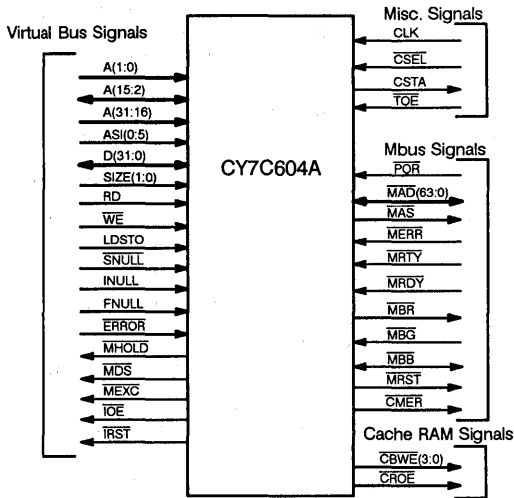 Virtual Bus Signals
A(1:0)
A(15:2)
A(31:16)
ASI(0:5)
D(31:0)
SIZE(1:0)
RD
WE
LDSTO
SNULL
INULL
FNULL
ERROR
MHOLD
MDS
MEXC
IOE
IRST
CY7C604A
Misc. Signals
CLK
CSEL
CSTA
TOE
Mbus Signals
POR
MAD(63:0)
MAS
MERR
MRTY
MRDY
MBR
MBG
MBB
MRST
CMER
Cache RAM Signals
CBWE(3:0)
CROE